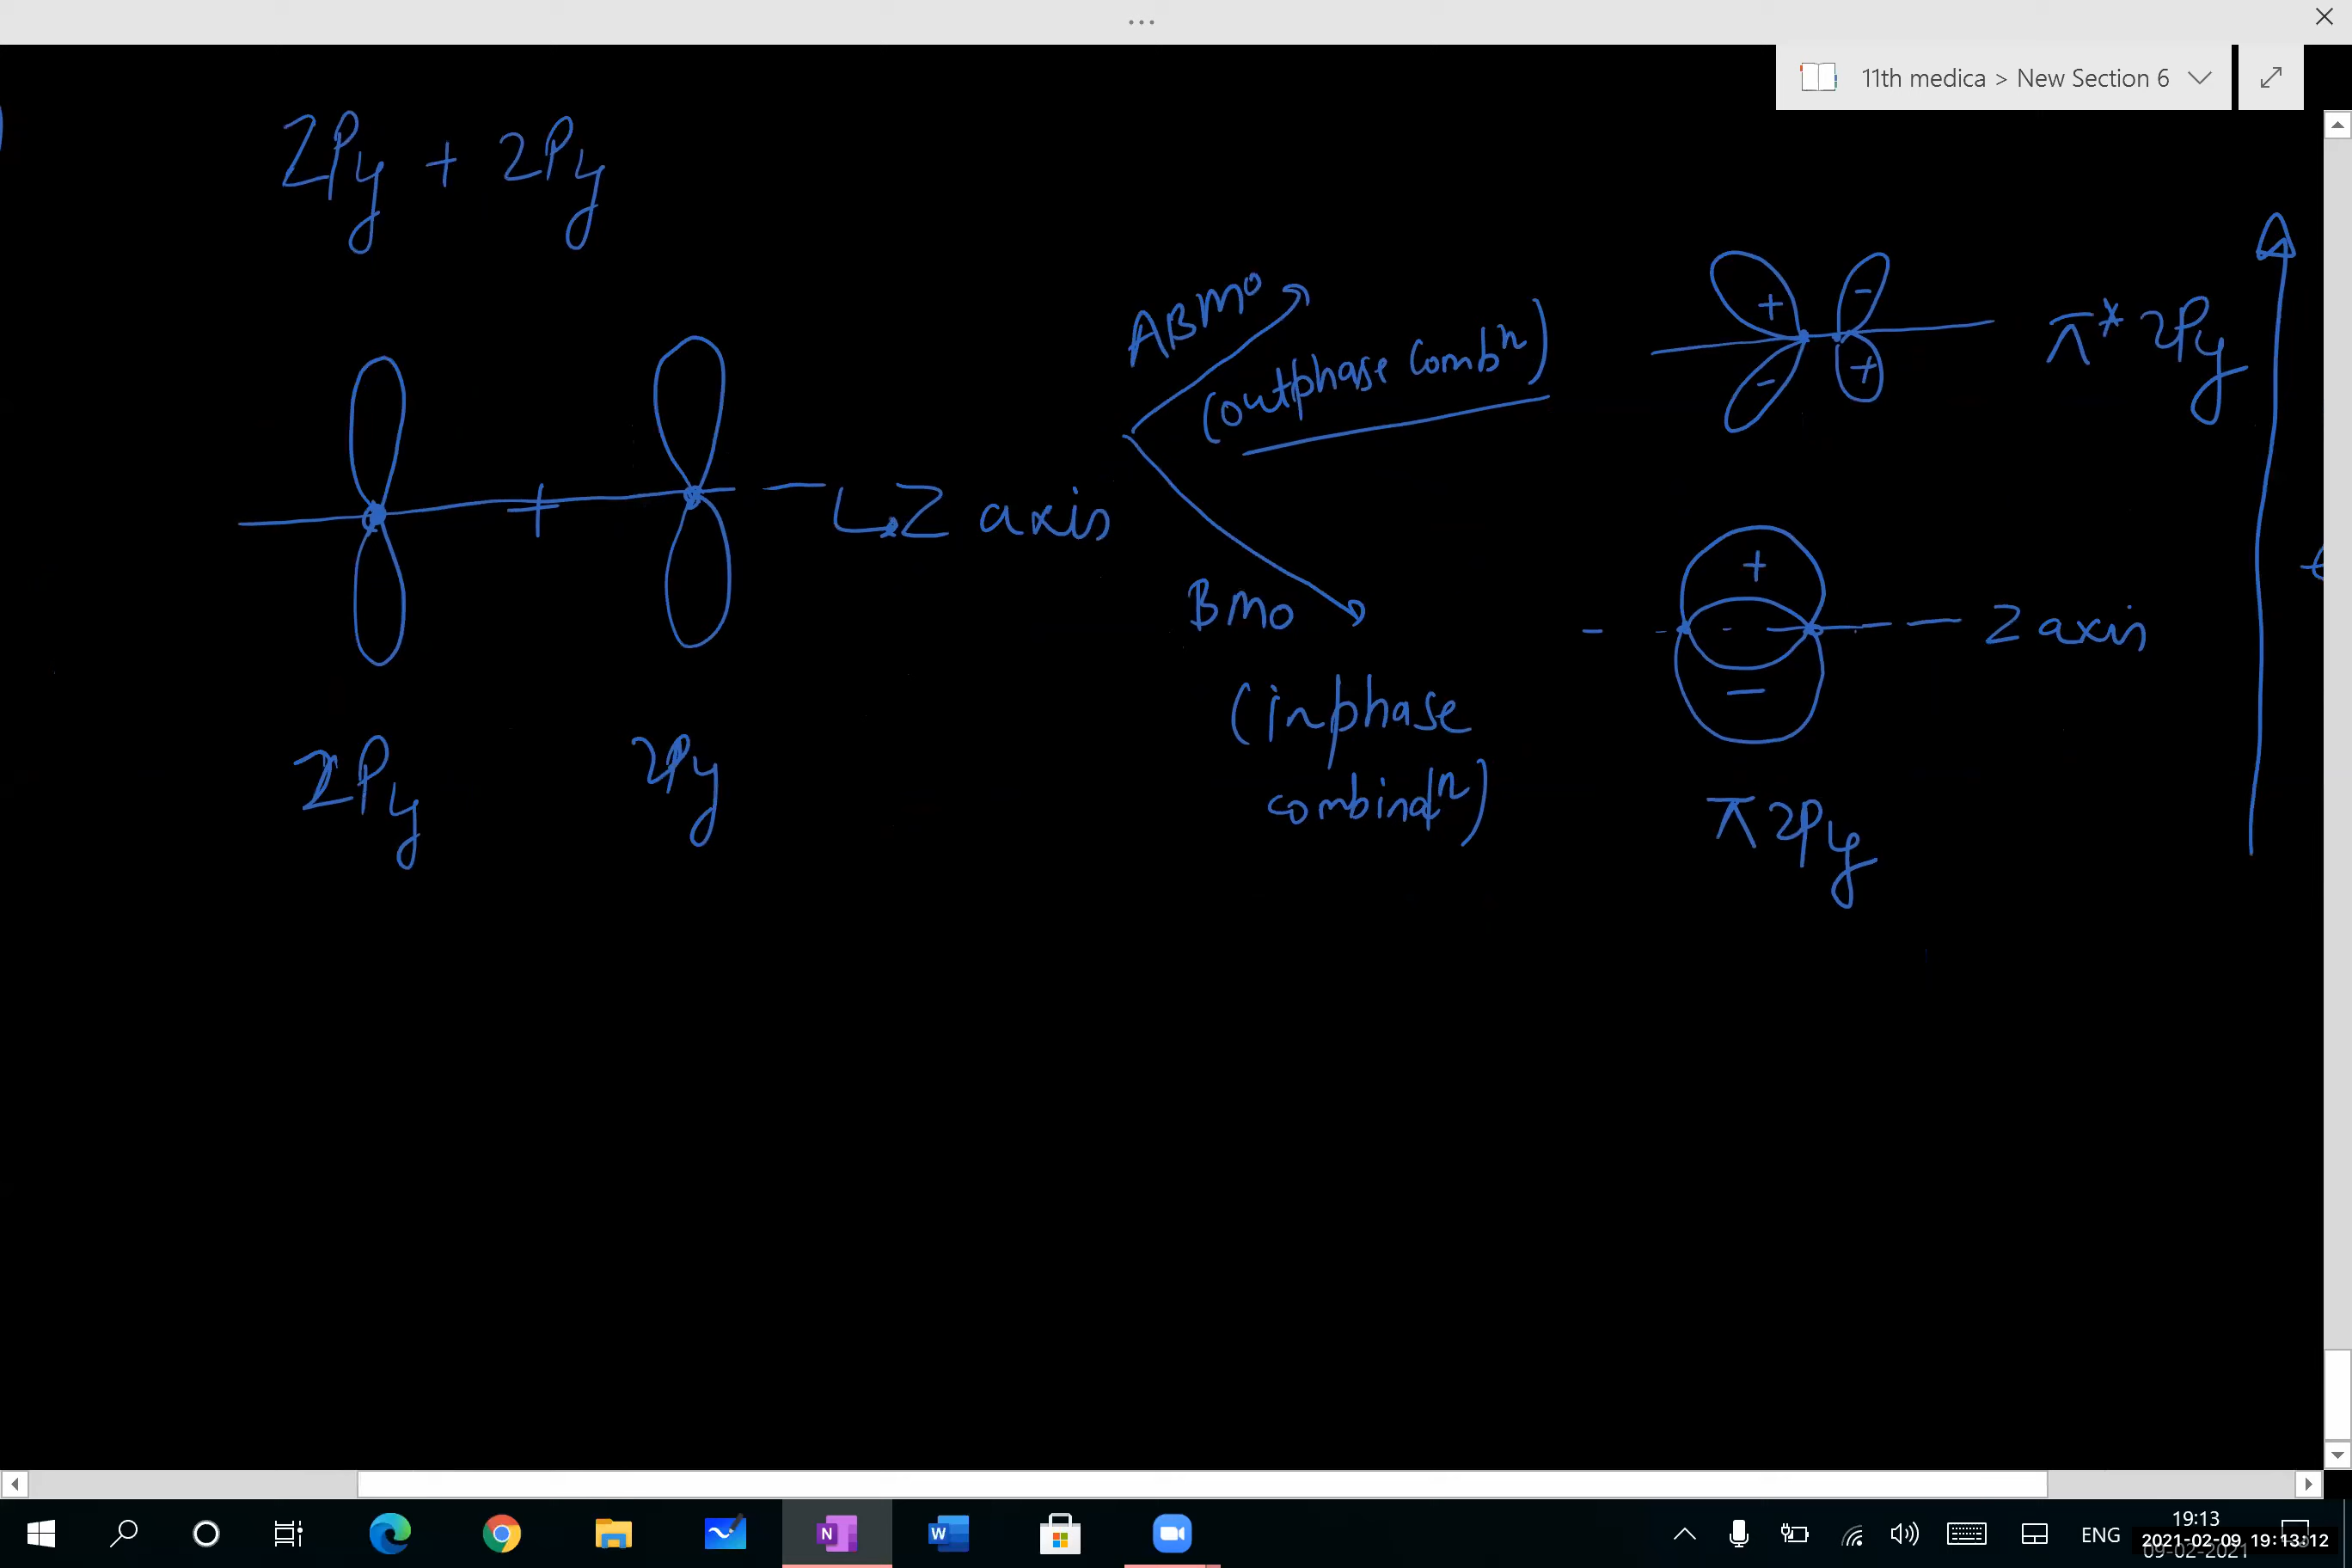 ...
11th medica > New Section 6
2Py + 2Py
ABMO
(outphase combⁿ)
+ -
- +
π* 2Py
+
Z axis
BMO
(inphase
combinatⁿ)
+
-
Z axis
π 2Py
2Py 2Py
ENG
19:13
09-02-2021
2021-02-09 19:13:12